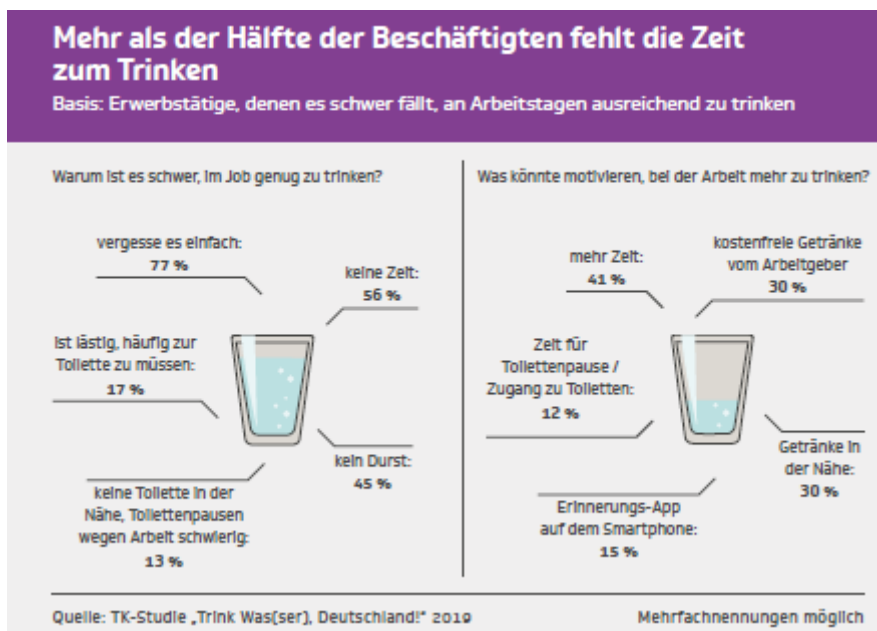 Mehr als der Hälfte der Beschäftigten fehlt die Zeit
zum Trinken
Basis: Erwerbstätige, denen es schwer fällt, an Arbeitstagen ausreichend zu trinken
Warum ist es schwer, im Job genug zu trinken?
vergesse es einfach:
77 %
keine Zeit:
56 %
Ist lästig, häufig zur
Toilette zu müssen:
17 %
kein Durst:
45 %
keine Toilette in der
Nähe, Toilettenpausen
wegen Arbeit schwierig:
13 %
Was könnte motivieren, bei der Arbeit mehr zu trinken?
mehr Zeit:
41 %
kostenfreie Getränke
vom Arbeitgeber
30 %
Zeit für
Toilettenpause /
Zugang zu Toiletten:
12 %
Getränke in
der Nähe:
30 %
Erinnerungs-App
auf dem Smartphone:
15 %
Quelle: TK-Studie „Trink Was(ser), Deutschland!“ 2019
Mehrfachnennungen möglich